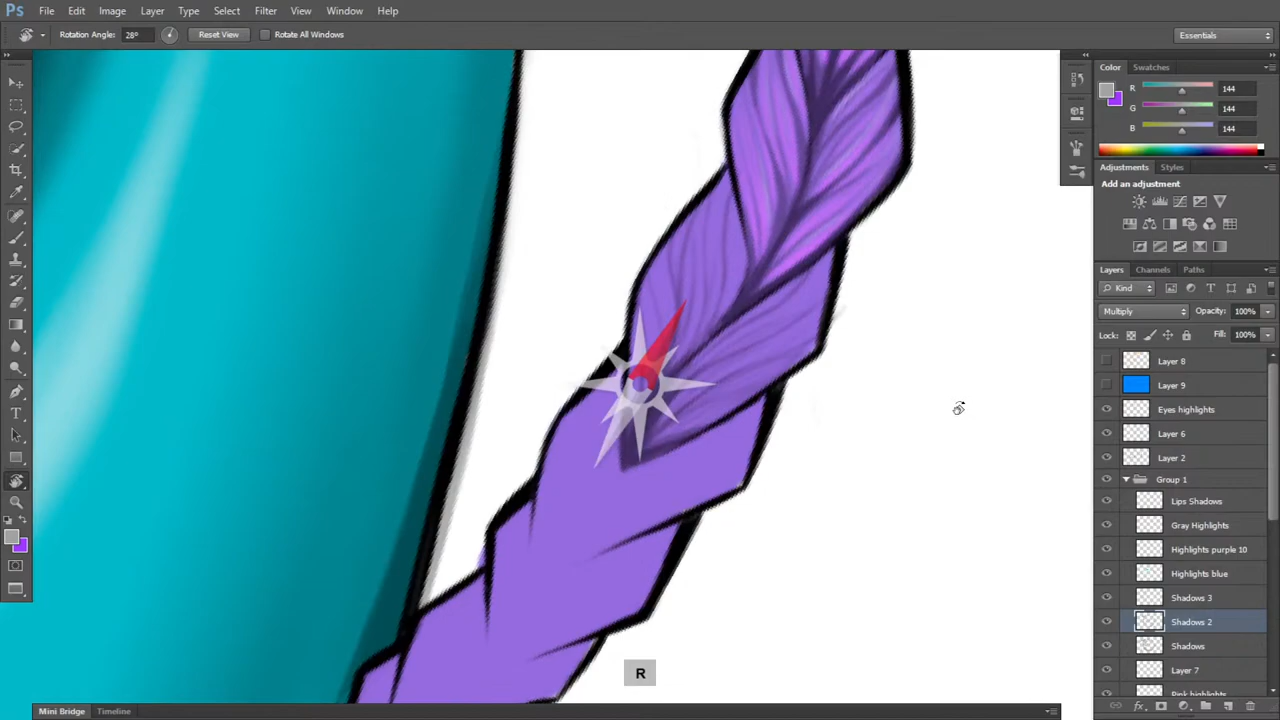 Ps File Edit Image Layer Type Select Filter View Window Help
Rotation Angle: 28° Reset View Rotate All Windows Essentials
Color Swatches
R 144
G 144
B 144
Adjustments Styles
Add an adjustment
Layers Channels Paths
Kind
Multiply Opacity: 100%
Lock: Fill: 100%
Layer 8
Layer 9
Eyes highlights
Layer 6
Layer 2
Group 1
Lips Shadows
Gray Highlights
Highlights purple 10
Highlights blue
Shadows 3
Shadows 2
Shadows
Layer 7
Pink highlights
R
Mini Bridge Timeline